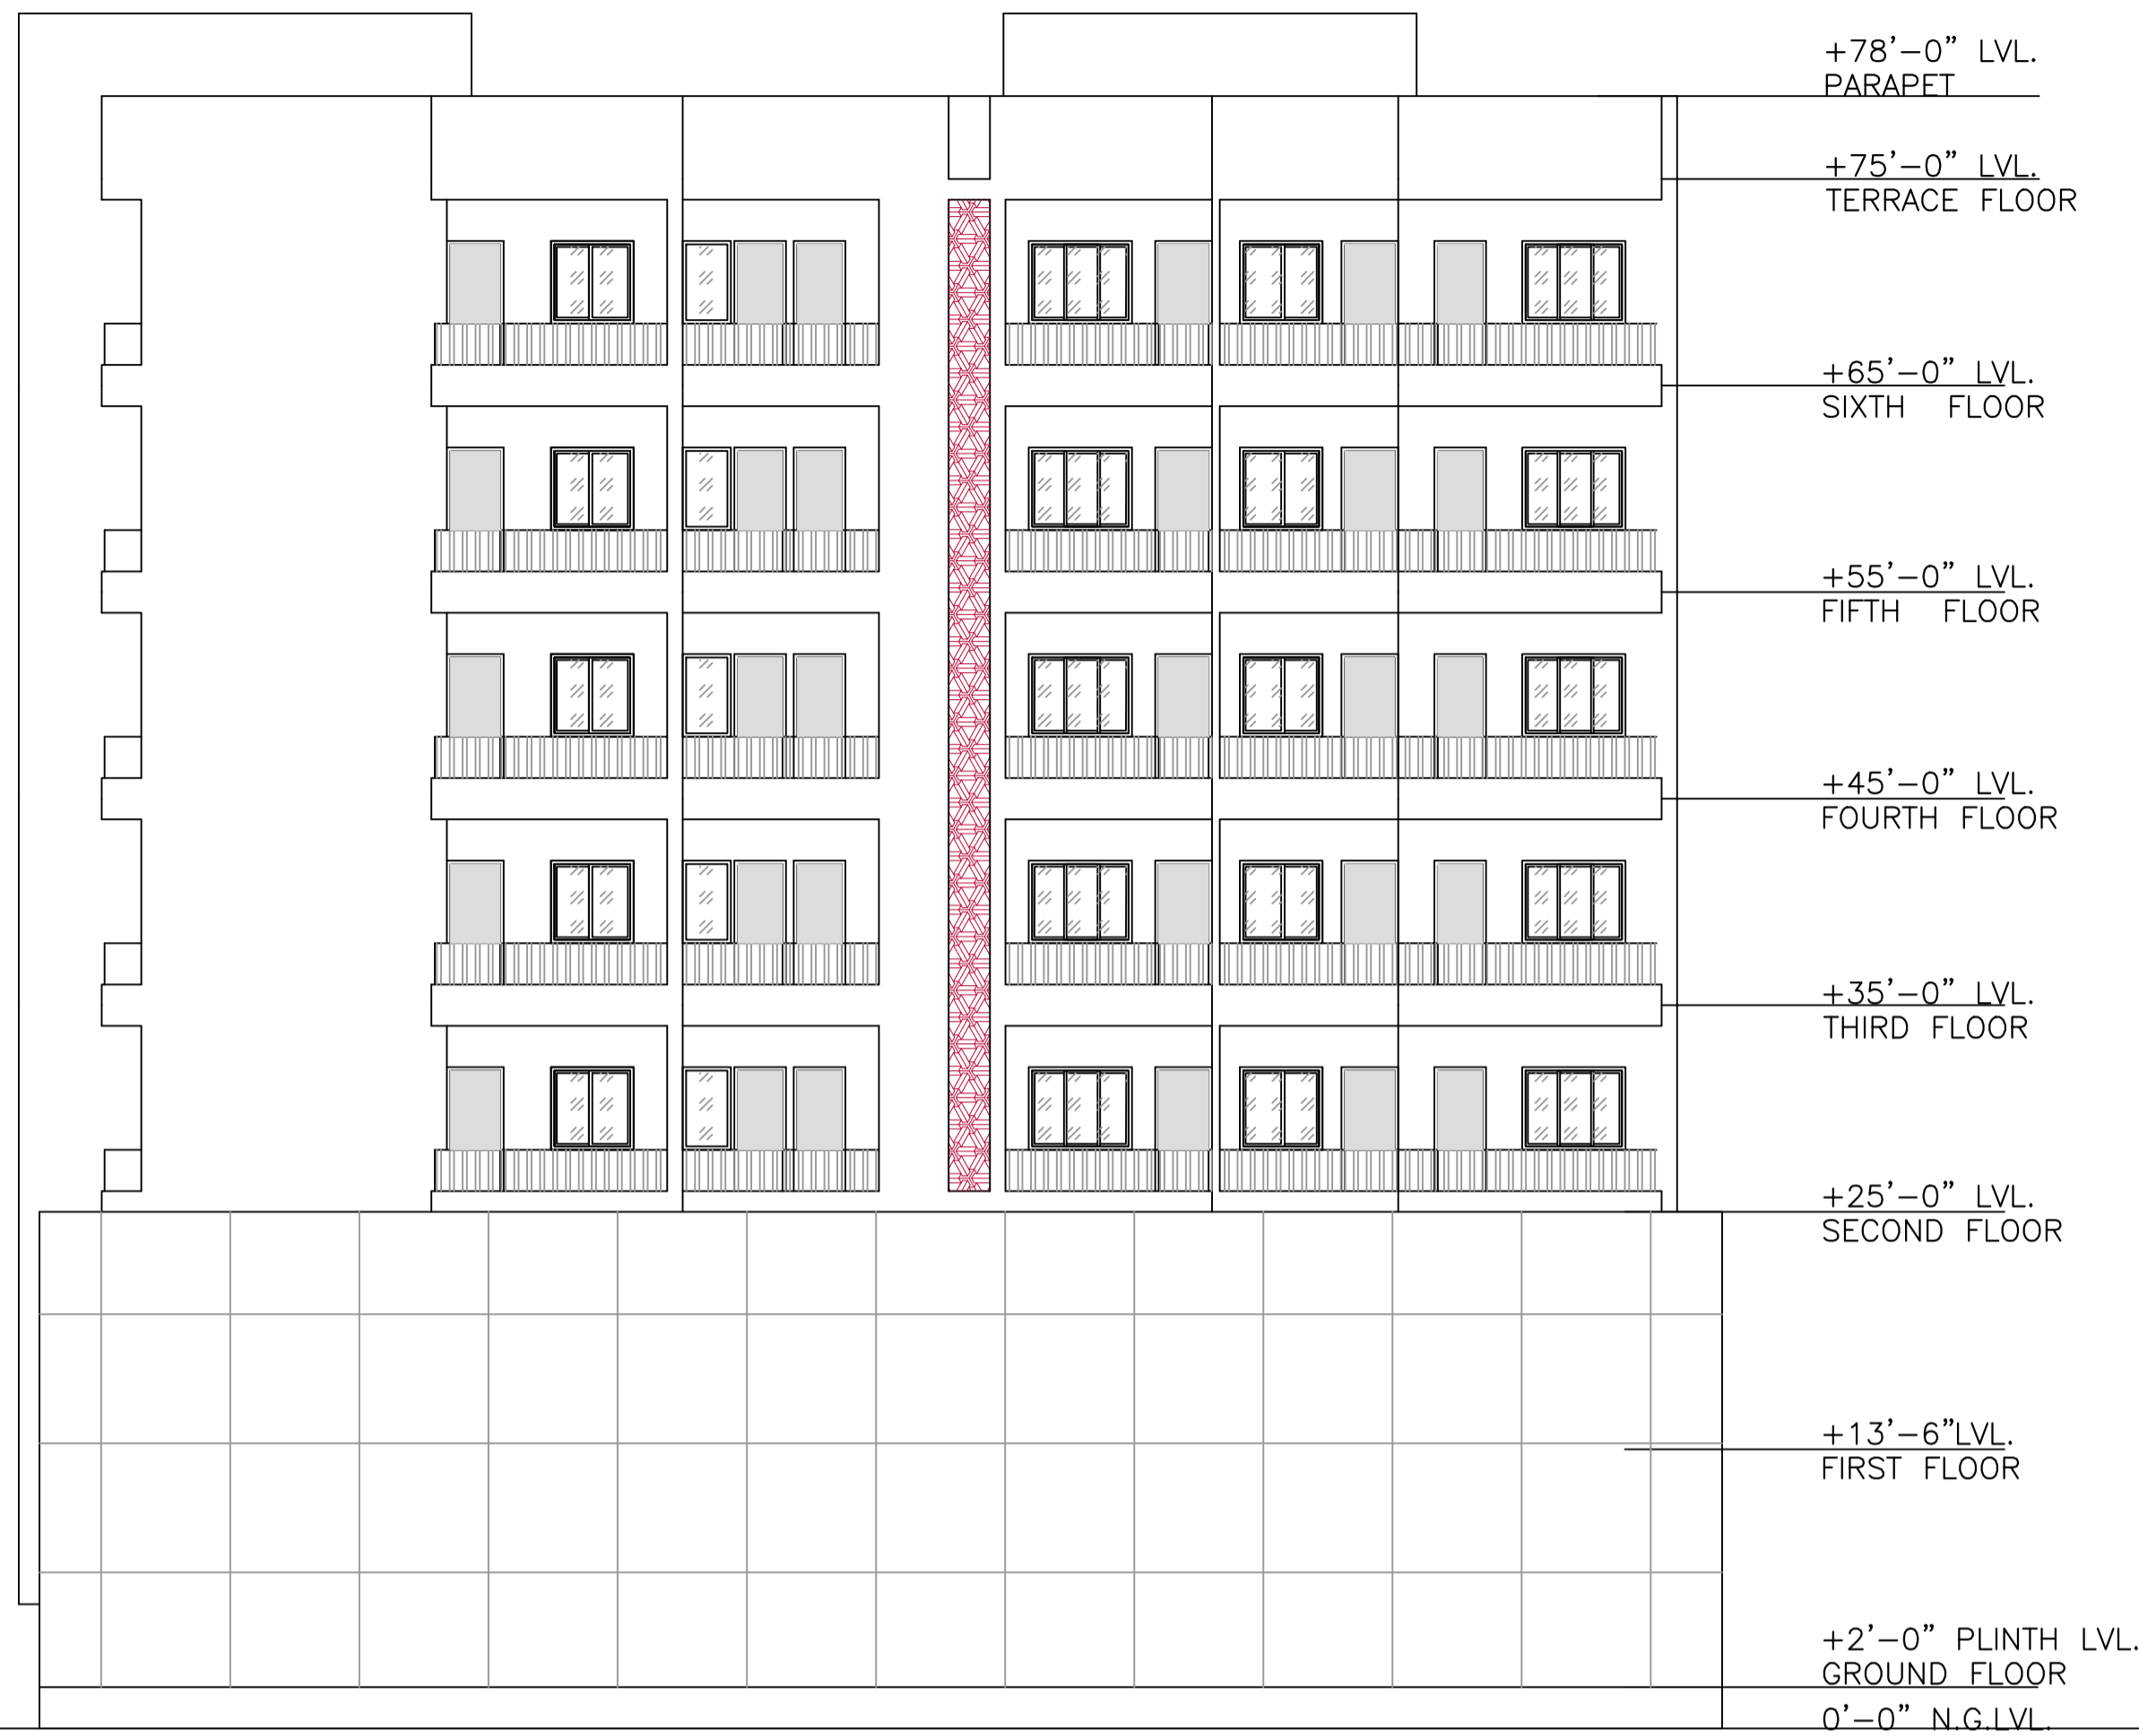 +78'-0" LVL.
PARAPET
+75'-0" LVL.
TERRACE FLOOR
+65'-0" LVL.
SIXTH FLOOR
+55'-0" LVL.
FIFTH FLOOR
+45'-0" LVL.
FOURTH FLOOR
+35'-0" LVL.
THIRD FLOOR
+25'-0" LVL.
SECOND FLOOR
+13'-6"LVL.
FIRST FLOOR
+2'-0" PLINTH LVL.
GROUND FLOOR
0'-0" N.G.LVL.